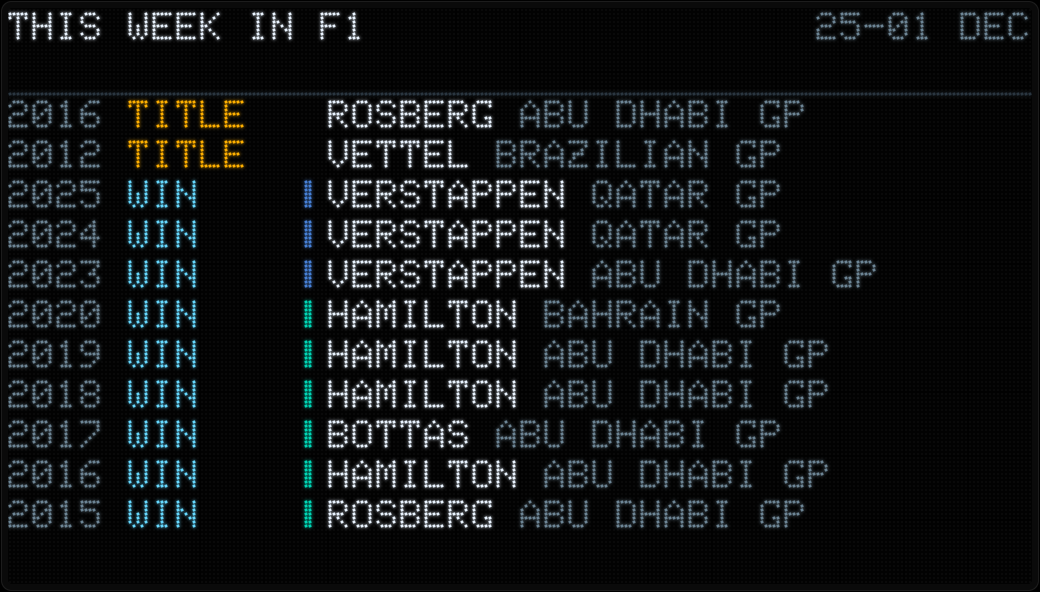 THIS WEEK IN F1 25-01 DEC
2016 TITLE ROSBERG ABU DHABI GP
2012 TITLE VETTEL BRAZILIAN GP
2025 WIN VERSTAPPEN QATAR GP
2024 WIN VERSTAPPEN QATAR GP
2023 WIN VERSTAPPEN ABU DHABI GP
2020 WIN HAMILTON BAHRAIN GP
2019 WIN HAMILTON ABU DHABI GP
2018 WIN HAMILTON ABU DHABI GP
2017 WIN BOTTAS ABU DHABI GP
2016 WIN HAMILTON ABU DHABI GP
2015 WIN ROSBERG ABU DHABI GP